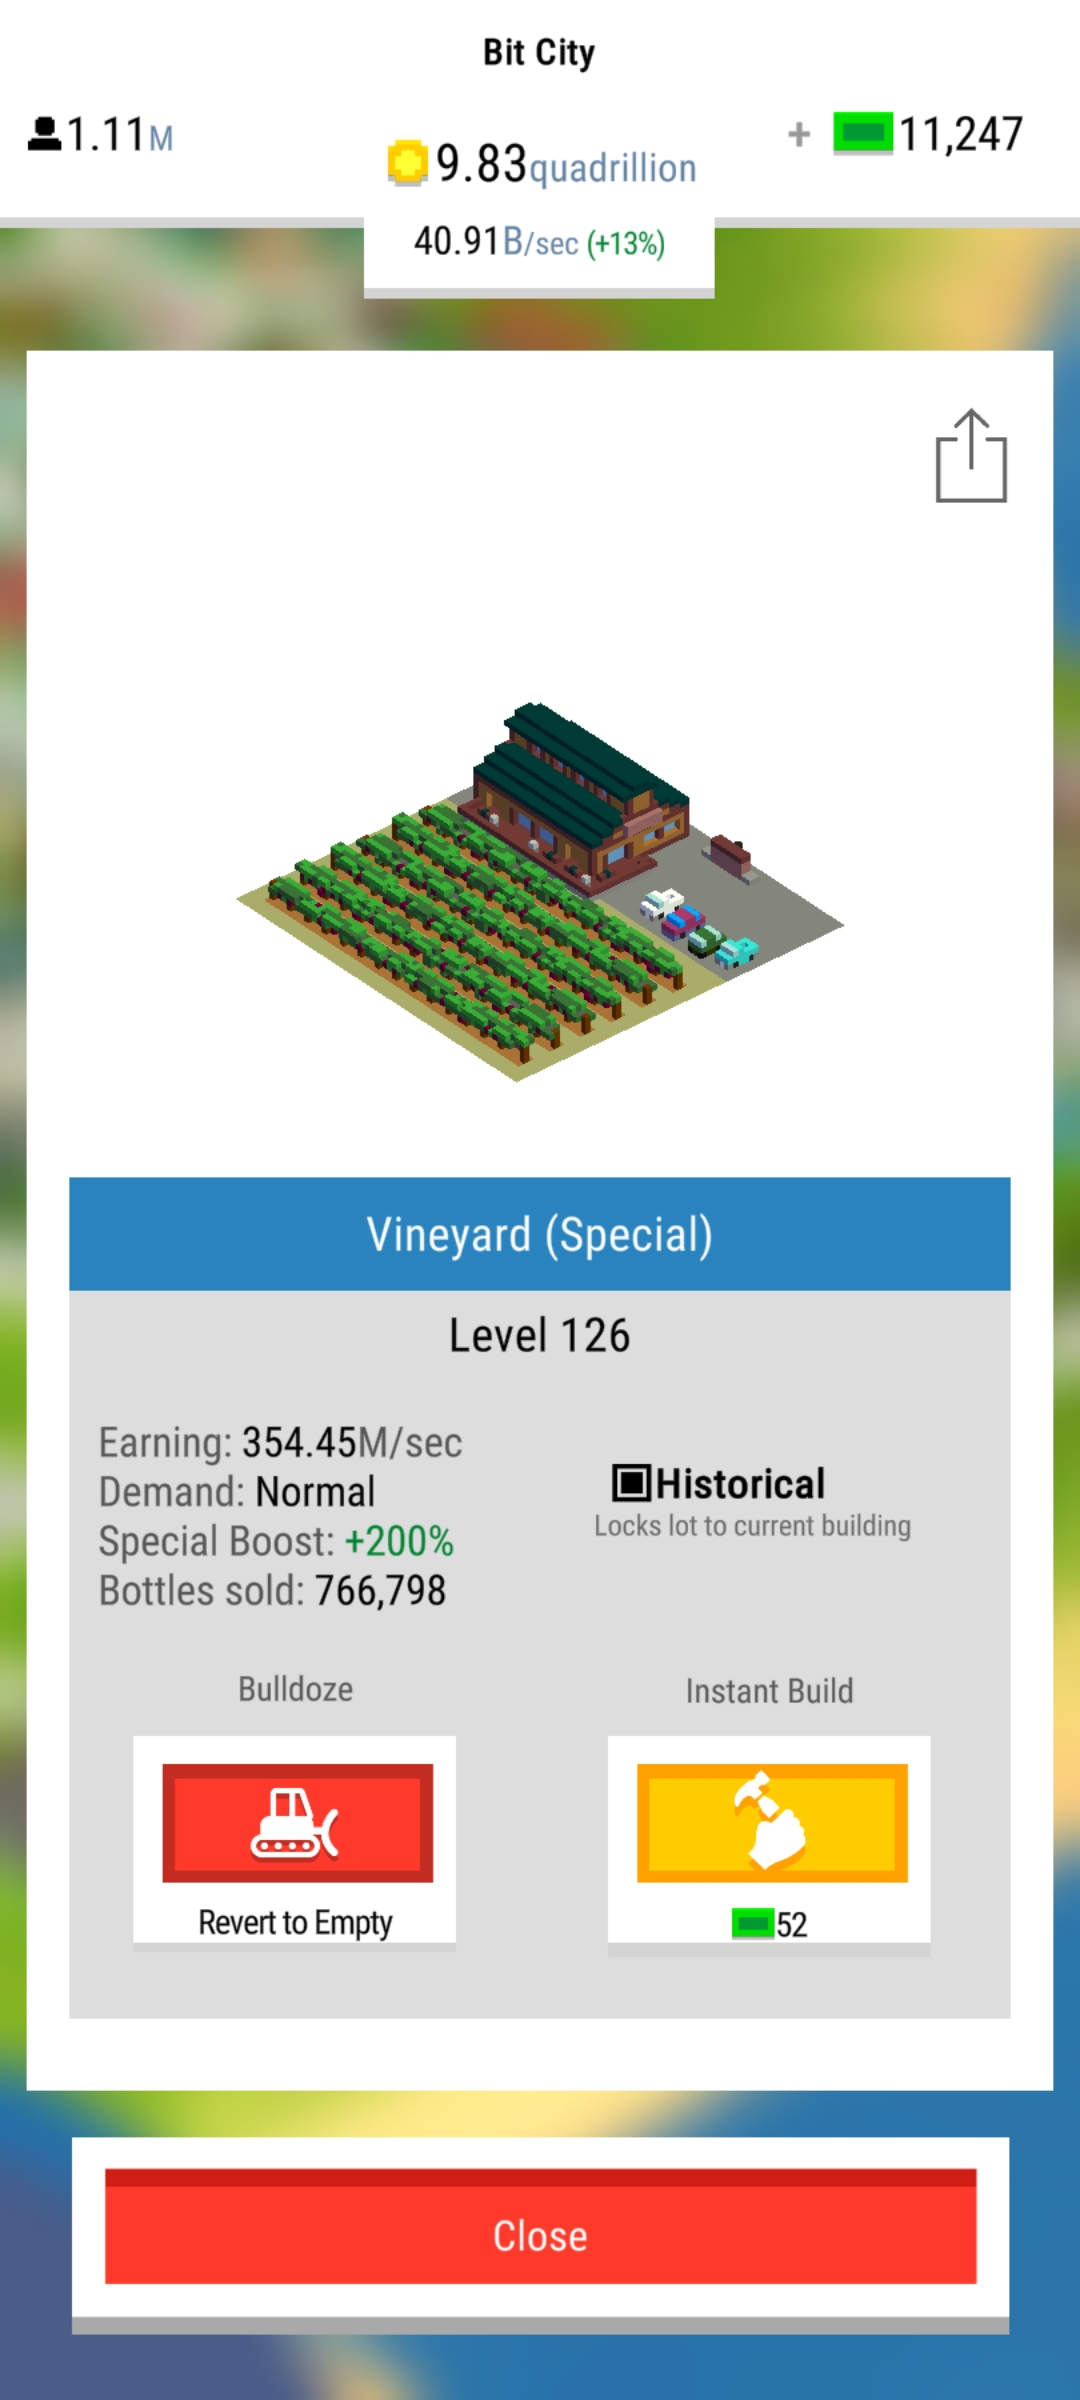 Bit City
1.11M
9.83quadrillion
+ 11,247
40.91B/sec (+13%)
Vineyard (Special)
Level 126
Earning: 354.45M/sec
Demand: Normal
Special Boost: +200%
Bottles sold: 766,798
Historical
Locks lot to current building
Bulldoze
Instant Build
Revert to Empty
52
Close